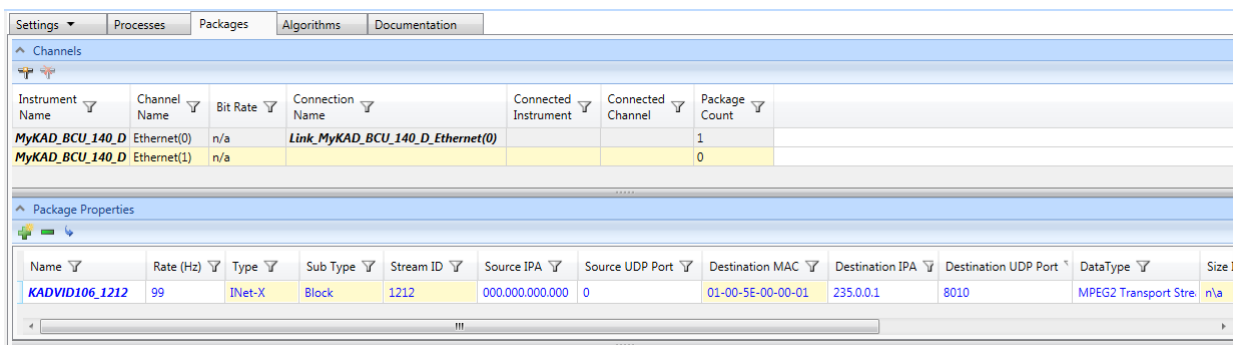 Settings Processes Packages Algorithms Documentation
Channels
Instrument Name Channel Name Bit Rate Connection Name Connected Instrument Connected Channel Package Count
MyKAD_BCU_140_D Ethernet(0) n/a Link_MyKAD_BCU_140_D_Ethernet(0) 1
MyKAD_BCU_140_D Ethernet(1) n/a 0
Package Properties
Name Rate (Hz) Type Sub Type Stream ID Source IPA Source UDP Port Destination MAC Destination IPA Destination UDP Port DataType Size
KADVID106_1212 99 INet-X Block 1212 000.000.000.000 0 01-00-5E-00-00-01 235.0.0.1 8010 MPEG2 Transport Stre n\a